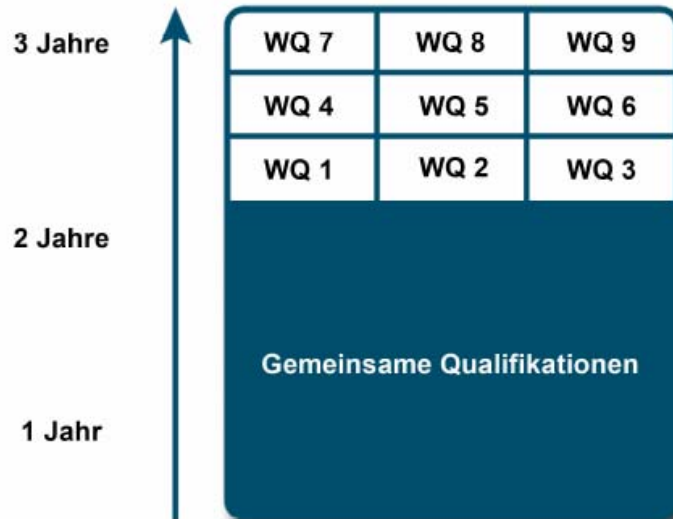 3 Jahre
WQ 7 WQ 8 WQ 9
WQ 4 WQ 5 WQ 6
WQ 1 WQ 2 WQ 3
2 Jahre
Gemeinsame Qualifikationen
1 Jahr